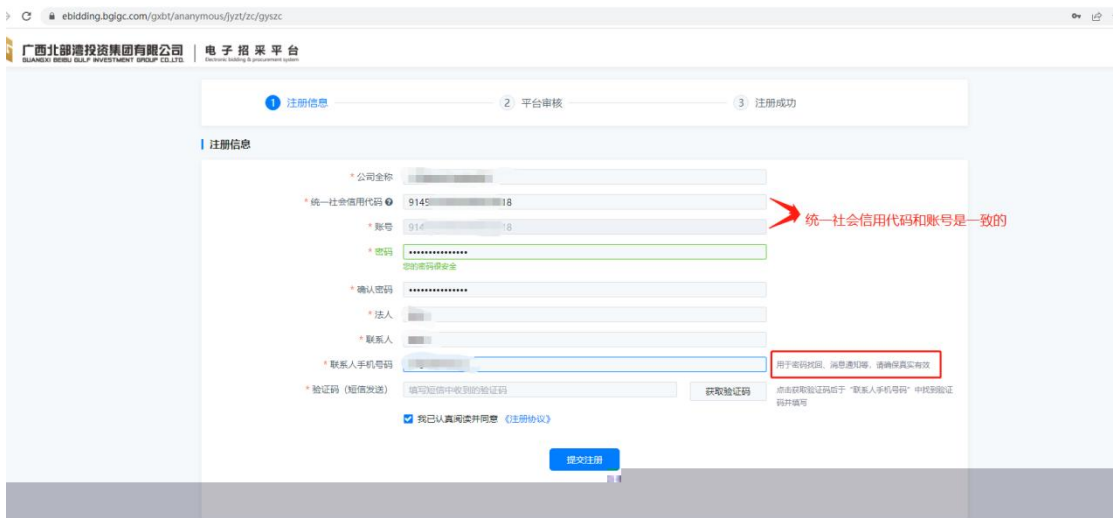 ebidding.bgigc.com/gxbt/ananymous/jyzt/zc/gyszc
广西北部湾投资集团有限公司 电子招采平台
GUANGXI BEIBU GULF INVESTMENT GROUP CO.,LTD. Electronic bidding & procurement system
1 注册信息 2 平台审核 3 注册成功
注册信息
* 公司全称
* 统一社会信用代码 9145 18
统一社会信用代码和账号是一致的
* 账号 914 18
* 密码 ●●●●●●●●●●●●●●●
您的密码很安全
* 确认密码 ●●●●●●●●●●●●●●●
* 法人
* 联系人
* 联系人手机号码 用于密码找回、消息通知等，请确保真实有效
* 验证码（短信发送） 填写短信中收到的验证码 获取验证码 点击获取验证码后于“联系人手机号码”中找到验证
码并填写
我已认真阅读并同意《注册协议》
提交注册